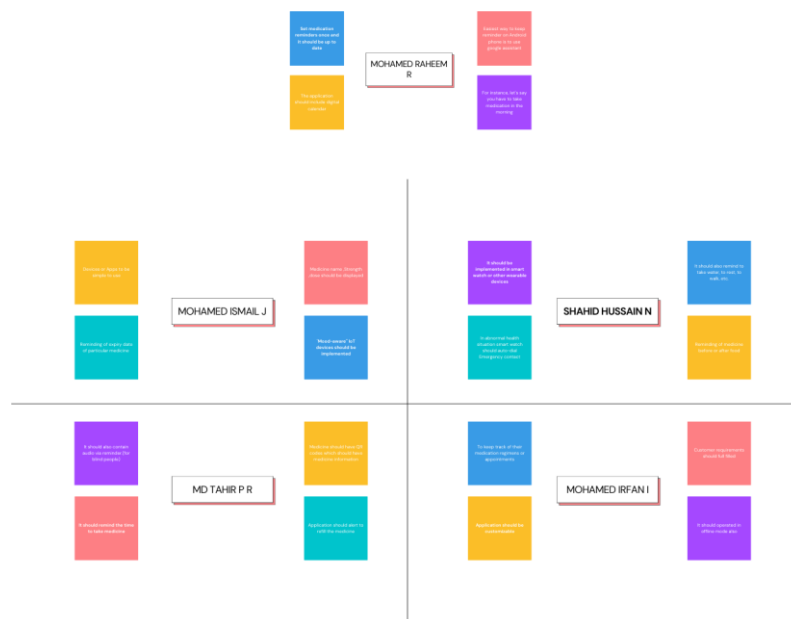 Set medication
reminders once and
it should be up to
date
Easiest way to keep
reminder on android
phone is to use
google assistant
MOHAMED RAHEEM
R
The application
should include digital
calendar
For instance, let's say
you have to take
medication in the
morning
Devices or Apps to be
simple to use
Medicine name, Strength
dose should be displayed
MOHAMED ISMAIL J
Reminding of expiry date
of particular medicine
"Mood-aware" IoT
devices should be
implemented
It should be
implemented in smart
watch or other wearable
devices
It should also remind to
take water, to rest, to
walk, etc
SHAHID HUSSAIN N
In abnormal health
situation smart watch
should auto-dial
Emergency contact
Reminding of medicine
before or after food
It should also contain
audio via reminder (for
blind people)
Medicine should have QR
codes which should have
medicine information
MD TAHIR P R
It should remind the time
to take medicine
Application should alert to
refill the medicine
To keep track of their
medication regimens or
appointments
Customer requirements
should full filled
MOHAMED IRFAN I
Application should be
It should operated in
offline mode also